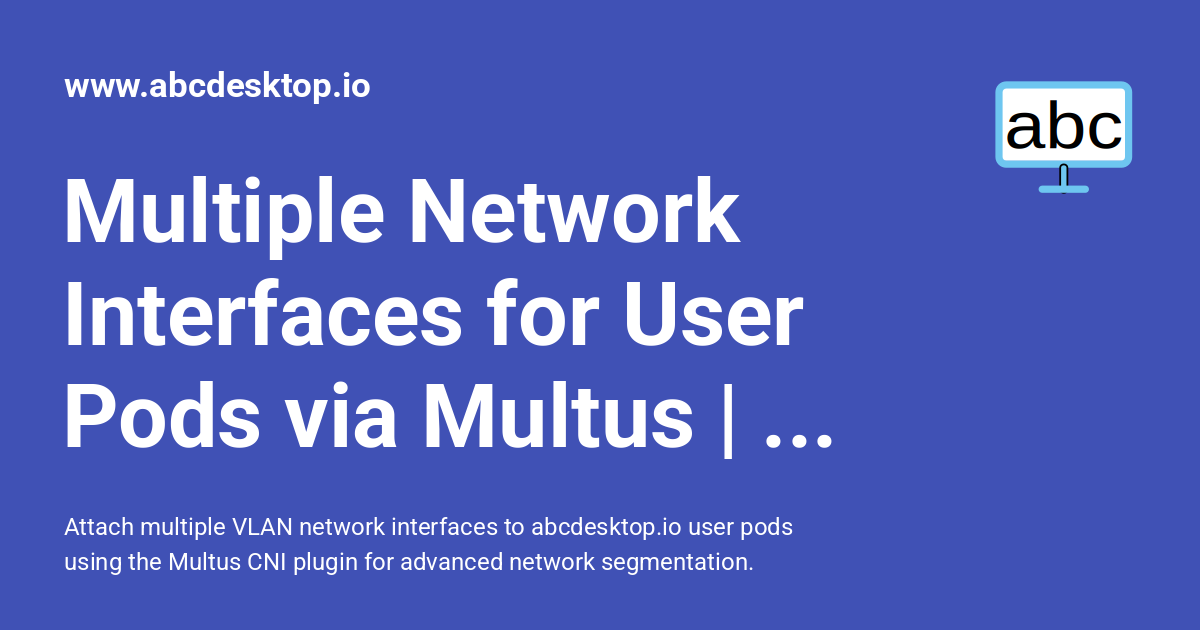 www.abcdesktop.io
abc
Multiple Network
Interfaces for User
Pods via Multus | ...
Attach multiple VLAN network interfaces to abcdesktop.io user pods
using the Multus CNI plugin for advanced network segmentation.